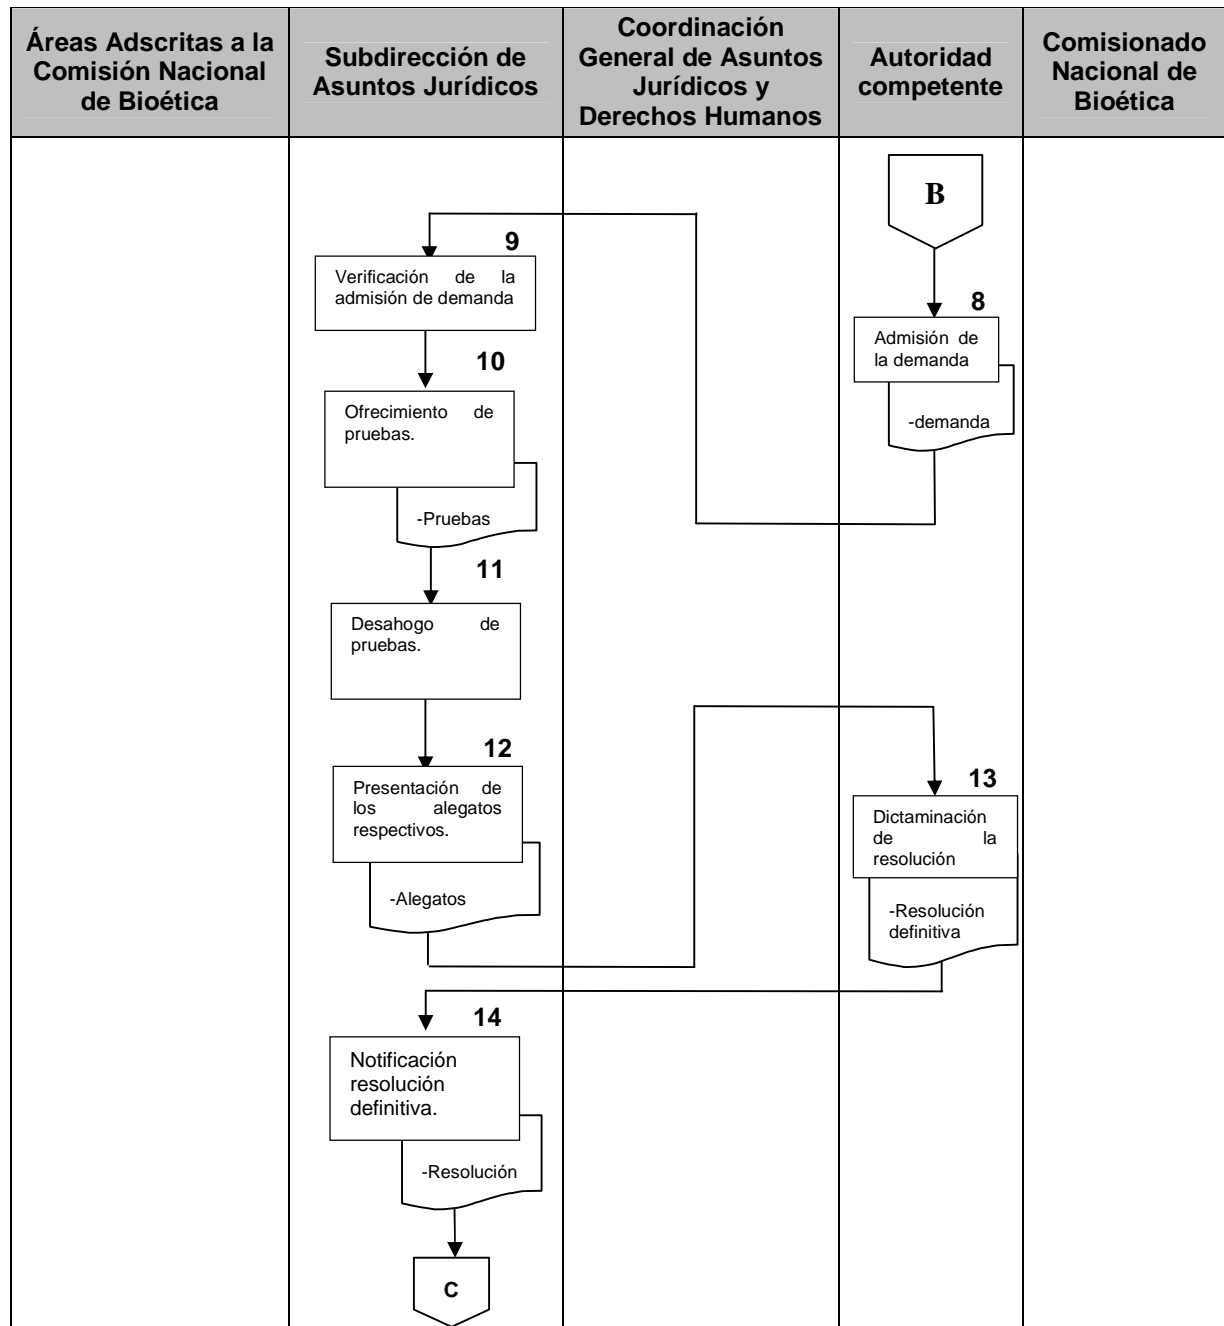 Áreas Adscritas a la
Comisión Nacional
de Bioética
Subdirección de
Asuntos Jurídicos
Coordinación
General de Asuntos
Jurídicos y
Derechos Humanos
Autoridad
competente
Comisionado
Nacional de
Bioética
B
8
Admisión de
la demanda
-demanda
9
Verificación de la
admisión de demanda
10
Ofrecimiento de
pruebas.
-Pruebas
11
Desahogo de
pruebas.
12
Presentación de
los alegatos
respectivos.
-Alegatos
13
Dictaminación
de la
resolución
-Resolución
definitiva
14
Notificación
resolución
definitiva.
-Resolución
C